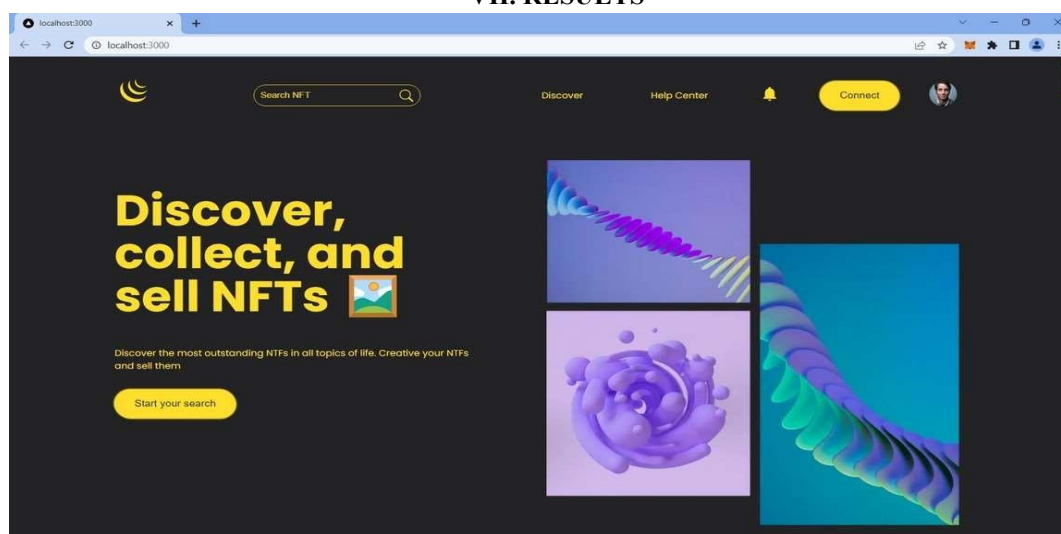 VII. RESULTS
localhost:3000
localhost:3000
Search NFT
Discover
Help Center
Connect
Discover,
collect, and
sell NFTs
Discover the most outstanding NTFs in all topics of life. Creative your NTFs
and sell them
Start your search